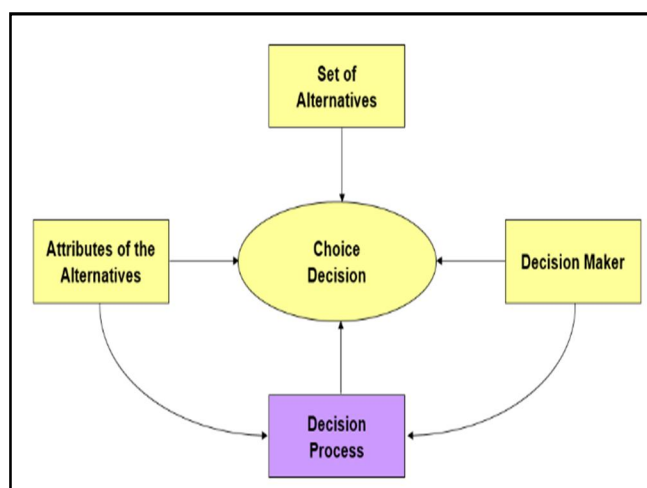 Set of
Alternatives
Attributes of the
Alternatives
Choice
Decision
Decision Maker
Decision
Process